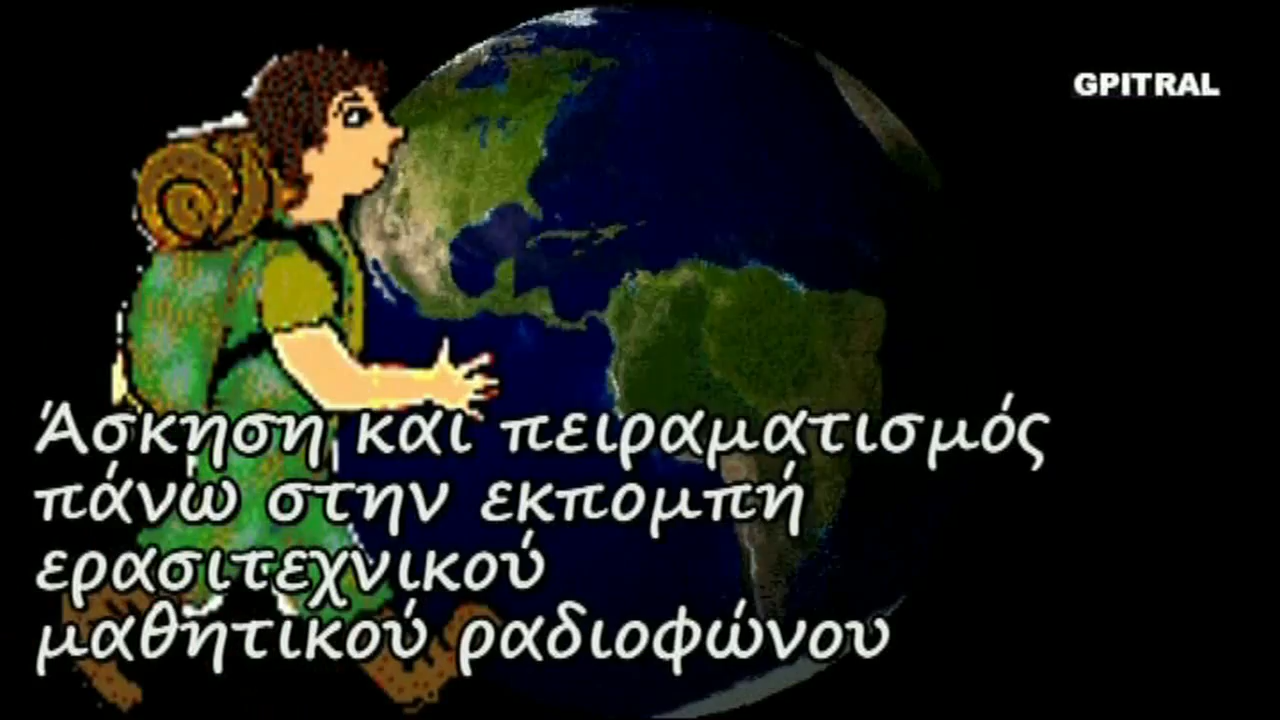 GPITRAL
Άσκηση και πειραματισμός
πάνω στην εκπομπή
ερασιτεχνικού
μαθητικού ραδιοφώνου